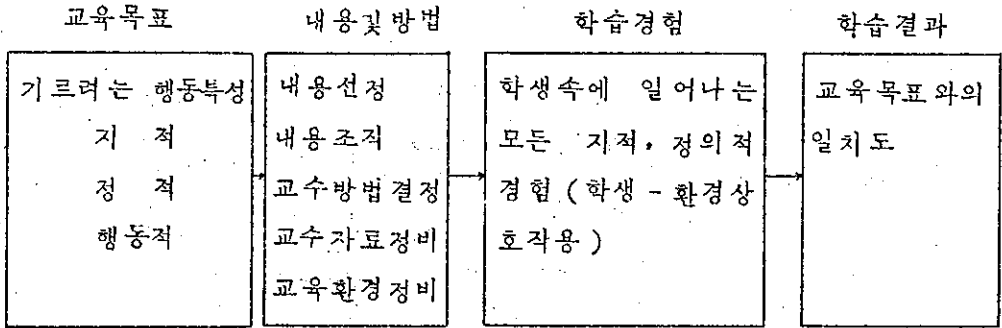 교육목표
기르려는 행동특성
지 적
정 적
행동적
내용및방법
내용선정
내용조직
교수방법결정
교수자료정비
교육환경정비
학습경험
학생속에 일어나는
모든 지적, 정의적
경험 (학생 - 환경상
호작용)
학습결과
교육목표와의
일치도